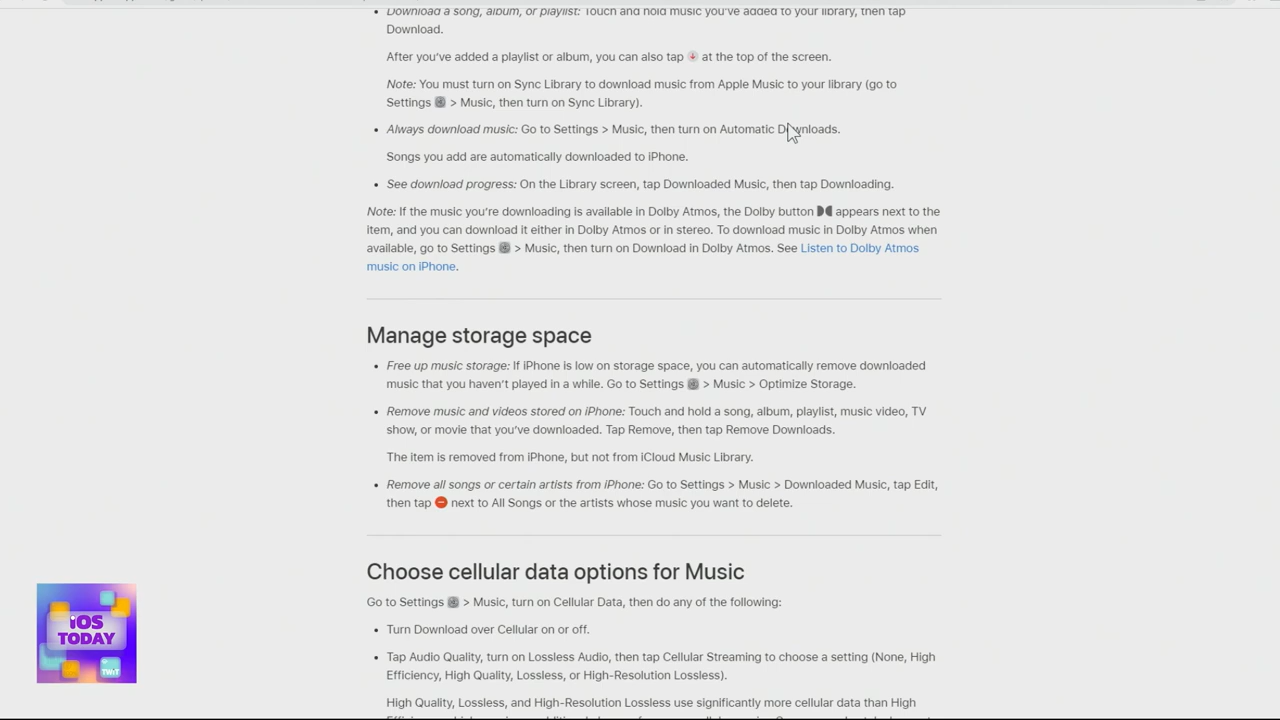 • Download a song, album, or playlist: Touch and hold music you've added to your library, then tap
Download.
After you've added a playlist or album, you can also tap at the top of the screen.
Note: You must turn on Sync Library to download music from Apple Music to your library (go to
Settings > Music, then turn on Sync Library).
• Always download music: Go to Settings > Music, then turn on Automatic Downloads.
Songs you add are automatically downloaded to iPhone.
• See download progress: On the Library screen, tap Downloaded Music, then tap Downloading.
Note: If the music you're downloading is available in Dolby Atmos, the Dolby button appears next to the
item, and you can download it either in Dolby Atmos or in stereo. To download music in Dolby Atmos when
available, go to Settings > Music, then turn on Download in Dolby Atmos. See Listen to Dolby Atmos
music on iPhone.
Manage storage space
• Free up music storage: If iPhone is low on storage space, you can automatically remove downloaded
music that you haven't played in a while. Go to Settings > Music > Optimize Storage.
• Remove music and videos stored on iPhone: Touch and hold a song, album, playlist, music video, TV
show, or movie that you've downloaded. Tap Remove, then tap Remove Downloads.
The item is removed from iPhone, but not from iCloud Music Library.
• Remove all songs or certain artists from iPhone: Go to Settings > Music > Downloaded Music, tap Edit,
then tap next to All Songs or the artists whose music you want to delete.
Choose cellular data options for Music
Go to Settings > Music, turn on Cellular Data, then do any of the following:
• Turn Download over Cellular on or off.
• Tap Audio Quality, turn on Lossless Audio, then tap Cellular Streaming to choose a setting (None, High
Efficiency, High Quality, Lossless, or High-Resolution Lossless).
High Quality, Lossless, and High-Resolution Lossless use significantly more cellular data than High
iOS
TODAY
TWiT